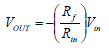 V_OUT = -(R_f / R_in) V_in